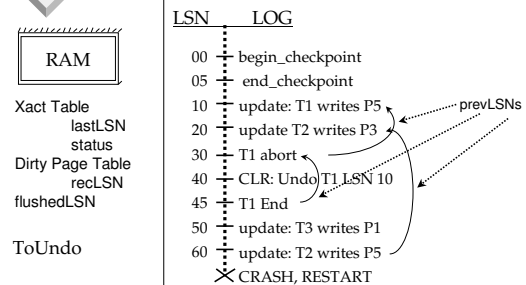 LSN LOG
RAM
Xact Table
lastLSN
status
Dirty Page Table
recLSN
flushedLSN
ToUndo
00 begin_checkpoint
05 end_checkpoint
10 update: T1 writes P5
20 update T2 writes P3
30 T1 abort
40 CLR: Undo T1 LSN 10
45 T1 End
50 update: T3 writes P1
60 update: T2 writes P5
CRASH, RESTART
prevLSNs